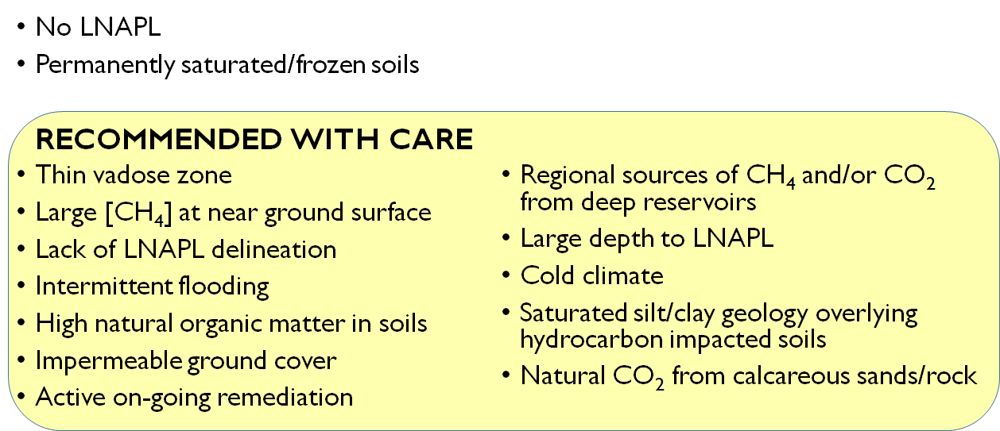 • No LNAPL
• Permanently saturated/frozen soils
RECOMMENDED WITH CARE
• Thin vadose zone
• Large [CH₄] at near ground surface
• Lack of LNAPL delineation
• Intermittent flooding
• High natural organic matter in soils
• Impermeable ground cover
• Active on-going remediation
• Regional sources of CH₄ and/or CO₂
from deep reservoirs
• Large depth to LNAPL
• Cold climate
• Saturated silt/clay geology overlying
hydrocarbon impacted soils
• Natural CO₂ from calcareous sands/rock